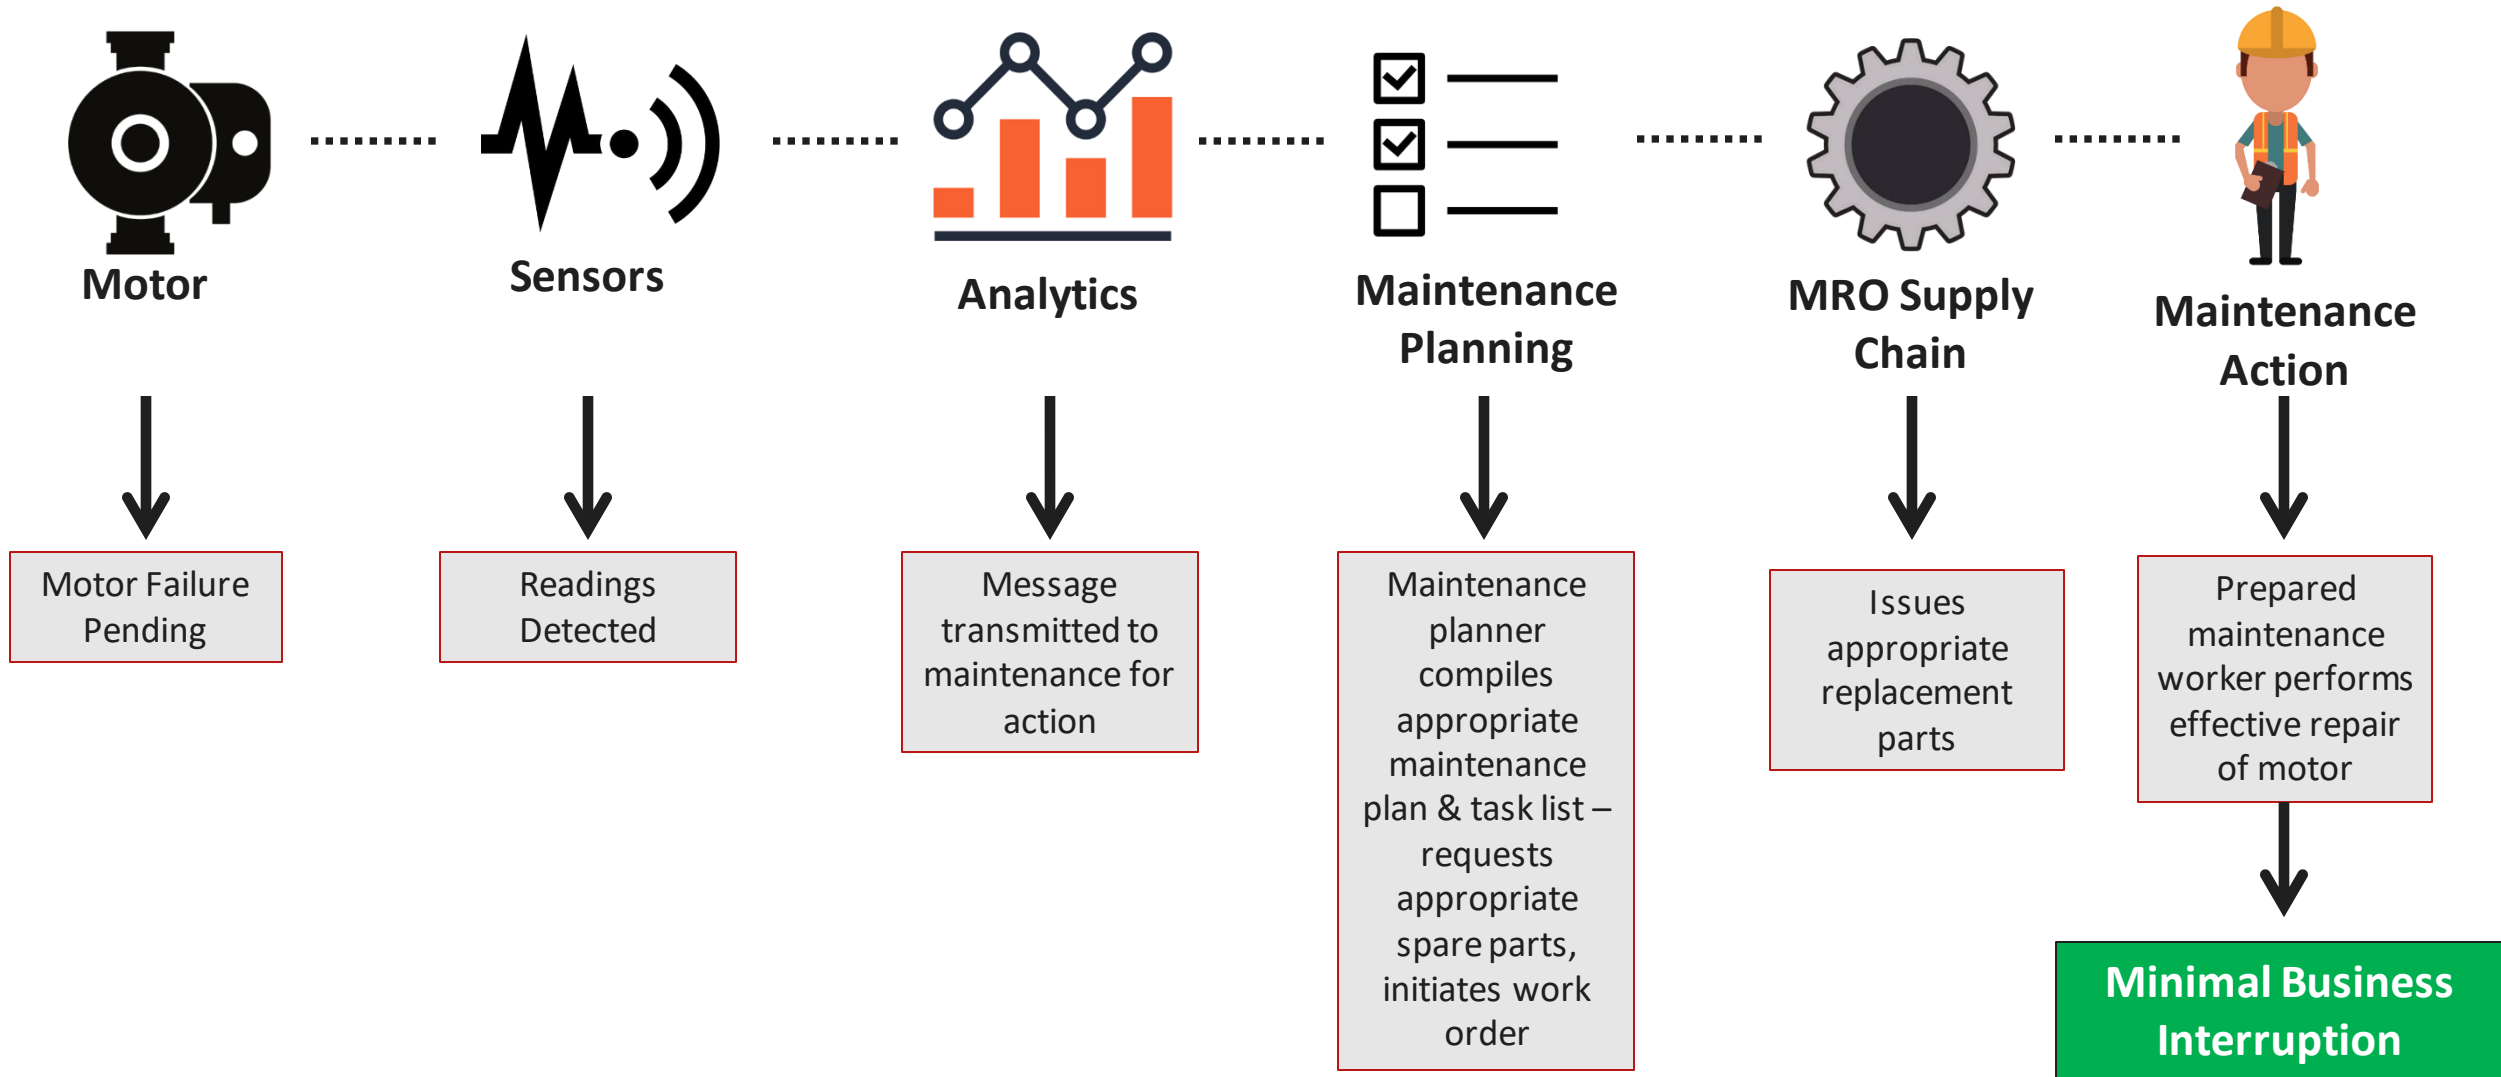 Motor
Sensors
Analytics
Maintenance
Planning
MRO Supply
Chain
Maintenance
Action
Motor Failure
Pending
Readings
Detected
Message
transmitted to
maintenance for
action
Maintenance
planner
compiles
appropriate
maintenance
plan & task list –
requests
appropriate
spare parts,
initiates work
order
Issues
appropriate
replacement
parts
Prepared
maintenance
worker performs
effective repair
of motor
Minimal Business
Interruption